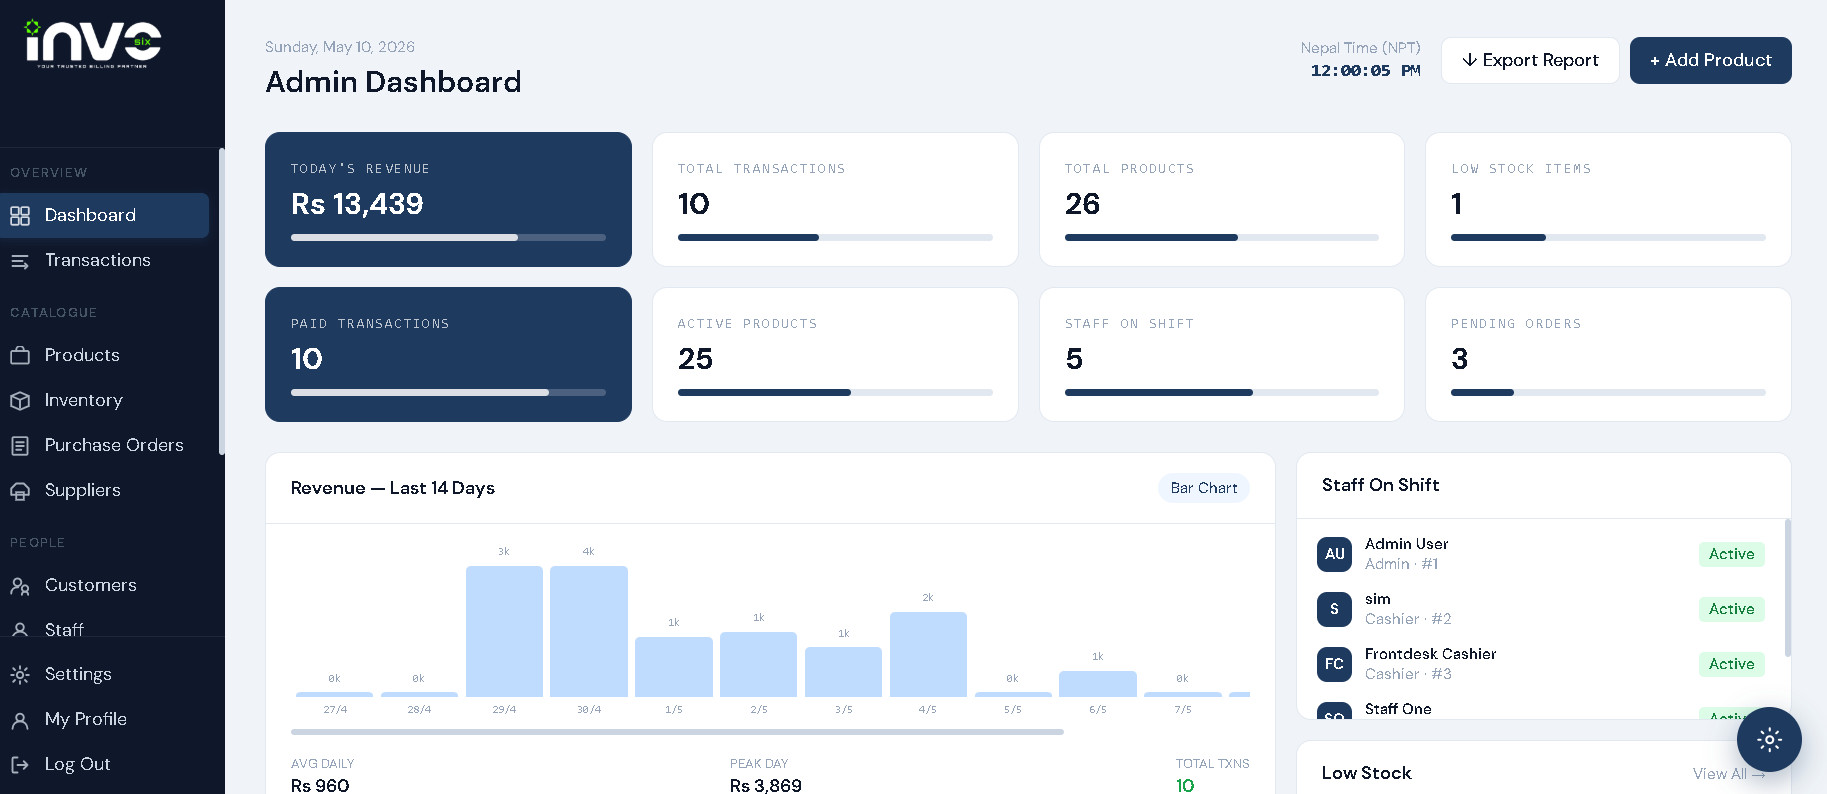 invo
six
YOUR TRUSTED BILLING PARTNER
OVERVIEW
Dashboard
Transactions
CATALOGUE
Products
Inventory
Purchase Orders
Suppliers
PEOPLE
Customers
Staff
Settings
My Profile
Log Out
Sunday, May 10, 2026
Admin Dashboard
Nepal Time (NPT)
12:00:05 PM
↓ Export Report
+ Add Product
TODAY'S REVENUE
Rs 13,439
TOTAL TRANSACTIONS
10
TOTAL PRODUCTS
26
LOW STOCK ITEMS
1
PAID TRANSACTIONS
10
ACTIVE PRODUCTS
25
STAFF ON SHIFT
5
PENDING ORDERS
3
Revenue — Last 14 Days
Bar Chart
0k 0k 3k 4k 1k 1k 1k 2k 0k 1k 0k
27/4 28/4 29/4 30/4 1/5 2/5 3/5 4/5 5/5 6/5 7/5
AVG DAILY
Rs 960
PEAK DAY
Rs 3,869
TOTAL TXNS
10
Staff On Shift
AU
Admin User
Admin · #1
Active
S
sim
Cashier · #2
Active
FC
Frontdesk Cashier
Cashier · #3
Active
SO
Staff One
Active
Low Stock
View All →